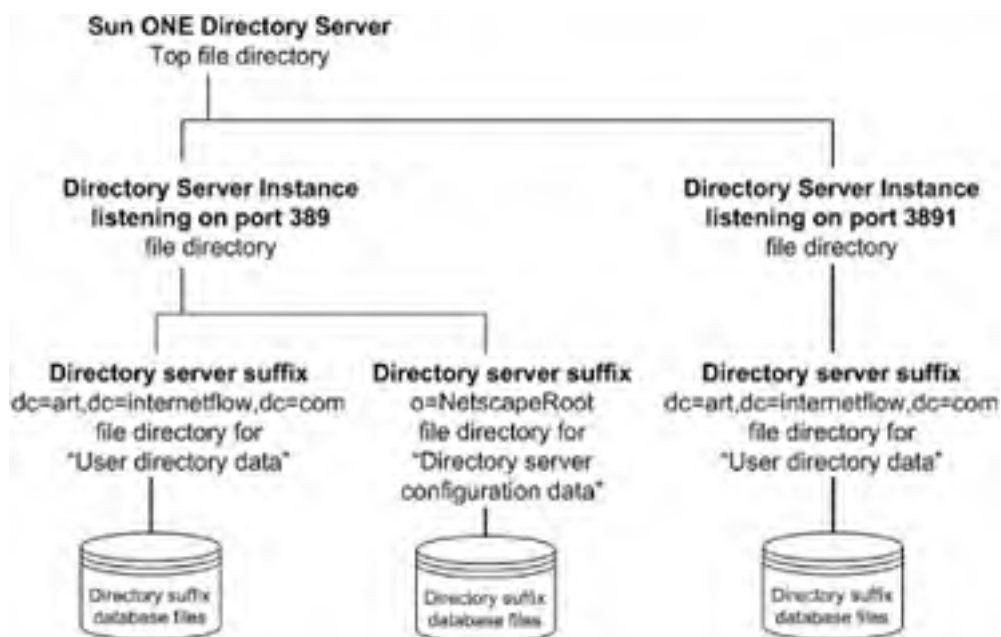 Sun ONE Directory Server
Top file directory
Directory Server Instance
listening on port 389
file directory
Directory Server Instance
listening on port 3891
file directory
Directory server suffix
dc=art,dc=internetflow,dc=com
file directory for
"User directory data"
Directory server suffix
o=NetscapeRoot
file directory for
"Directory server
configuration data"
Directory server suffix
dc=art,dc=internetflow,dc=com
file directory for
"User directory data"
Directory suffix
database files
Directory suffix
database files
Directory suffix
database files